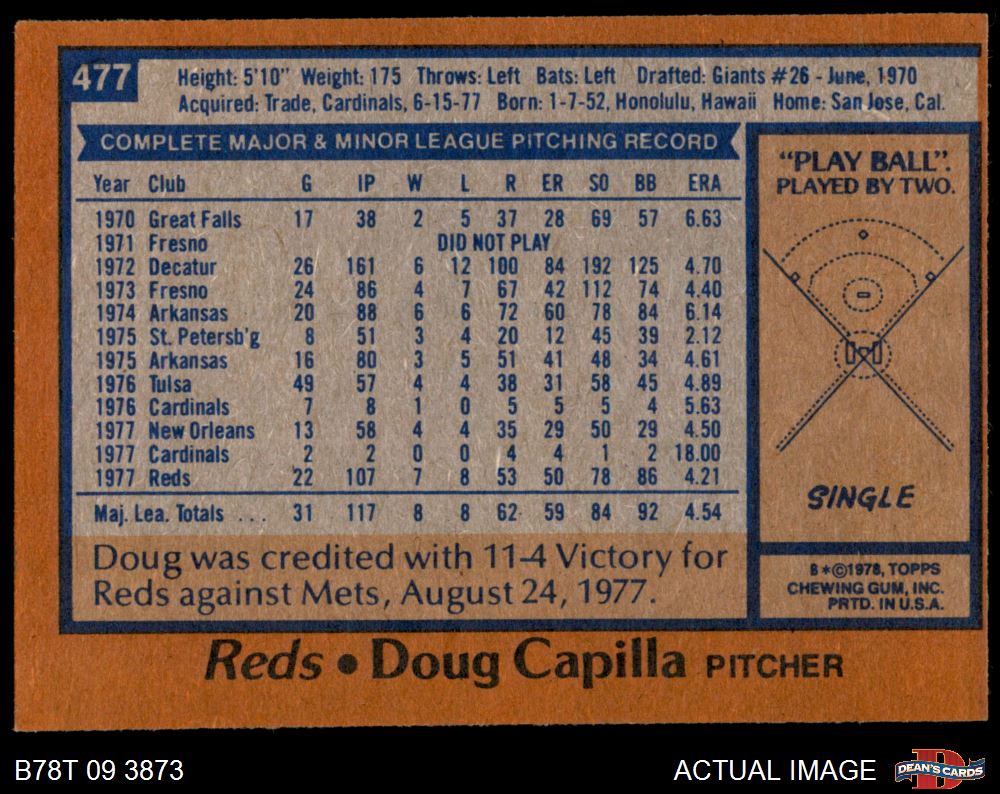 477
Height: 5'10" Weight: 175 Throws: Left Bats: Left Drafted: Giants #26 - June, 1970
Acquired: Trade, Cardinals, 6-15-77 Born: 1-7-52, Honolulu, Hawaii Home: San Jose, Cal.
COMPLETE MAJOR & MINOR LEAGUE PITCHING RECORD
Year Club G IP W L R ER SO BB ERA
1970 Great Falls 17 38 2 5 37 28 69 57 6.63
1971 Fresno DID NOT PLAY
1972 Decatur 26 161 6 12 100 84 192 125 4.70
1973 Fresno 24 86 4 7 67 42 112 74 4.40
1974 Arkansas 20 88 6 6 72 60 78 84 6.14
1975 St. Petersb'g 8 51 3 4 20 12 45 39 2.12
1975 Arkansas 16 80 3 5 51 41 48 34 4.61
1976 Tulsa 49 57 4 4 38 31 58 45 4.89
1976 Cardinals 7 8 1 0 5 5 5 4 5.63
1977 New Orleans 13 58 4 4 35 29 50 29 4.50
1977 Cardinals 2 2 0 0 4 4 1 2 18.00
1977 Reds 22 107 7 8 53 50 78 86 4.21
Maj. Lea. Totals ... 31 117 8 8 62 59 84 92 4.54
Doug was credited with 11-4 Victory for
Reds against Mets, August 24, 1977.
"PLAY BALL".
PLAYED BY TWO.
SINGLE
B*©1978, TOPPS
CHEWING GUM, INC.
PRTD. IN U.S.A.
Reds • Doug Capilla PITCHER
B78T 09 3873
ACTUAL IMAGE
DEAN'S CARDS